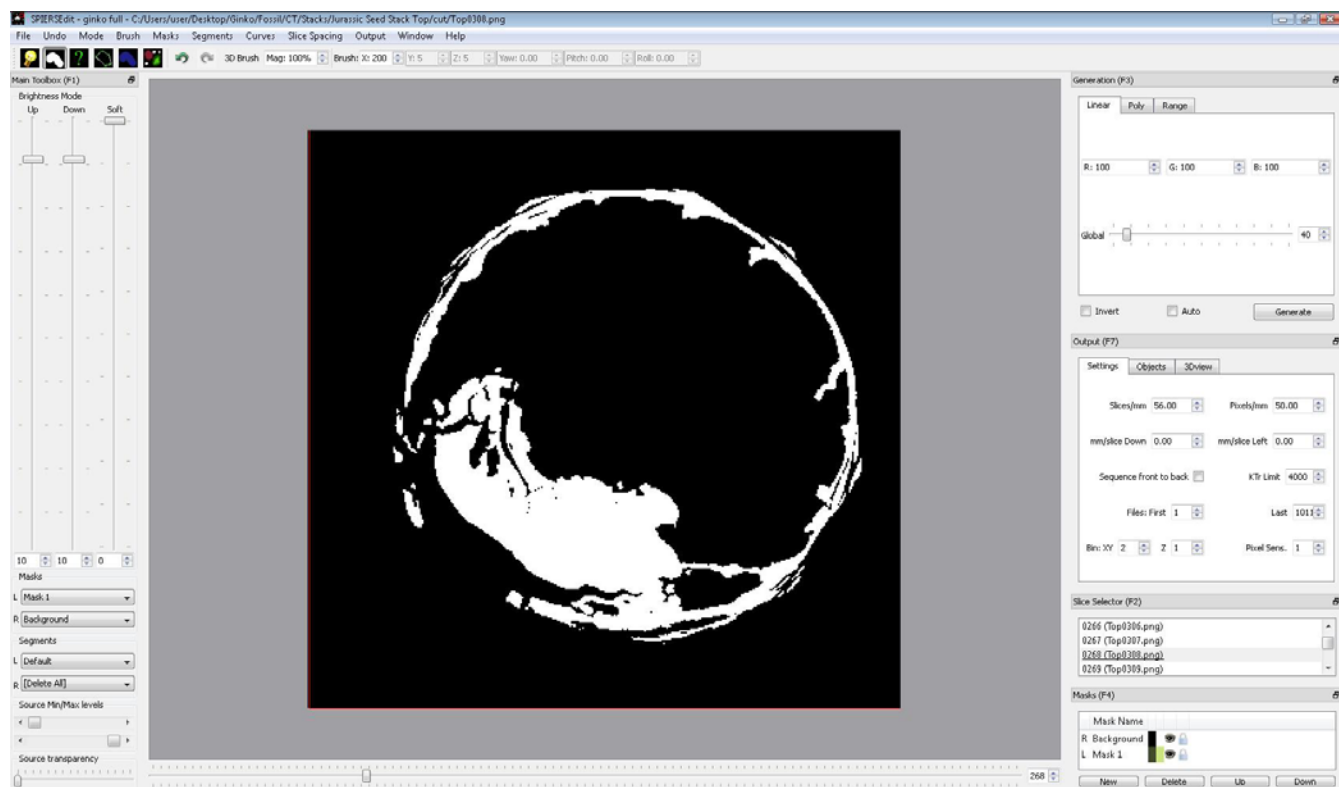 SPIERSEdit - ginko full - C:/Users/user/Desktop/Ginko/Fossil/CT/Stacks/Jurassic Seed Stack Top/cut/Top0308.png
File Undo Mode Brush Masks Segments Curves Slice Spacing Output Window Help
3D Brush Mag: 100% Brush: X: 200 Y: 5 Z: 5 Yaw: 0.00 Pitch: 0.00 Roll: 0.00
Main Toolbox (F1)
Brightness Mode
Up Down Soft
10 10 0
Masks
L Mask 1
R Background
Segments
L Default
R [Delete All]
Source Min/Max levels
Source transparency
268
Generation (F3)
Linear Poly Range
R: 100 G: 100 B: 100
Global 40
Invert Auto Generate
Output (F7)
Settings Objects 3Dview
Slices/mm 56.00 Pixels/mm 50.00
mm/slice Down 0.00 mm/slice Left 0.00
Sequence front to back KTr Limit 4000
Files: First 1 Last 1011
Bin: XY 2 Z 1 Pixel Sens. 1
Slice Selector (F2)
0266 (Top0306.png)
0267 (Top0307.png)
0268 (Top0308.png)
0269 (Top0309.png)
Masks (F4)
Mask Name
R Background
L Mask 1
New Delete Up Down